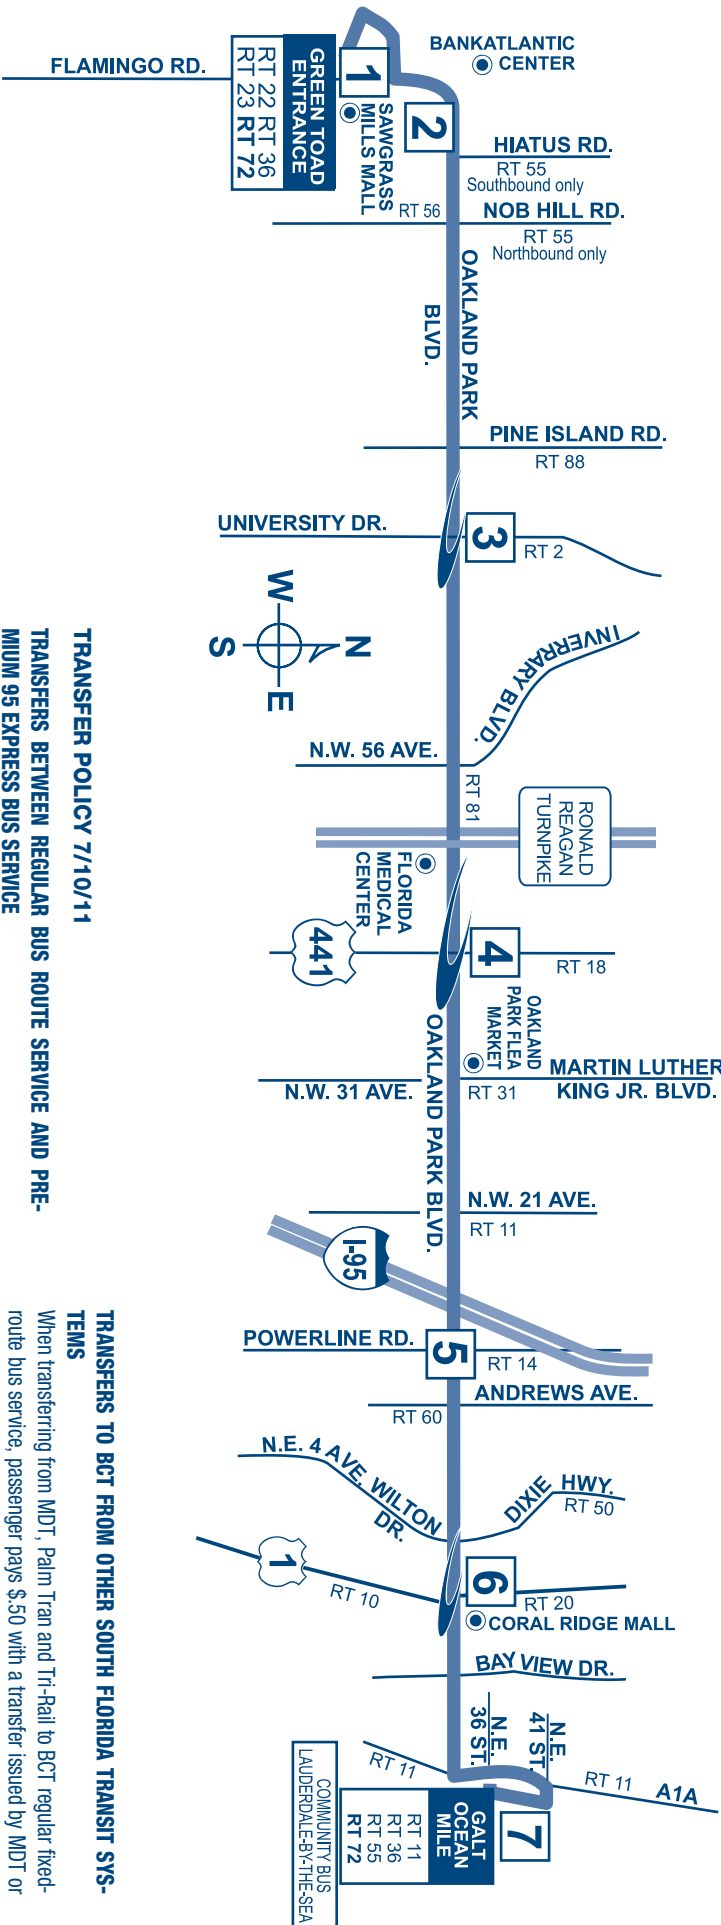 BANKATLANTIC
CENTER
FLAMINGO RD.
GREEN TOAD
ENTRANCE
RT 22 RT 36
RT 23 RT 72
1
SAWGRASS
MILLS MALL
2
HIATUS RD.
RT 55
Southbound only
RT 56
NOB HILL RD.
RT 55
Northbound only
OAKLAND PARK
BLVD.
PINE ISLAND RD.
RT 88
UNIVERSITY DR.
3
RT 2
W
N
S
E
INVERRARY BLVD.
N.W. 56 AVE.
RT 81
RONALD
REAGAN
TURNPIKE
FLORIDA
MEDICAL
CENTER
441
4
RT 18
OAKLAND
PARK FLEA
MARKET
MARTIN LUTHER
KING JR. BLVD.
N.W. 31 AVE.
RT 31
OAKLAND PARK BLVD.
N.W. 21 AVE.
RT 11
I-95
POWERLINE RD.
5
RT 14
ANDREWS AVE.
RT 60
N.E. 4 AVE.
WILTON
DR.
DIXIE HWY.
RT 50
1
RT 10
6
RT 20
CORAL RIDGE MALL
BAY VIEW DR.
N.E.
36 ST.
N.E.
41 ST.
RT 11
RT 11
A1A
7
GALT
OCEAN
MILE
RT 11
RT 36
RT 55
RT 72
COMMUNITY BUS
LAUDERDALE-BY-THE-SEA
TRANSFER POLICY 7/10/11
TRANSFERS BETWEEN REGULAR BUS ROUTE SERVICE AND PRE-
MIUM 95 EXPRESS BUS SERVICE
TRANSFERS TO BCT FROM OTHER SOUTH FLORIDA TRANSIT SYS-
TEMS
When transferring from MDT, Palm Tran and Tri-Rail to BCT regular fixed-
route bus service, passenger pays $.50 with a transfer issued by MDT or